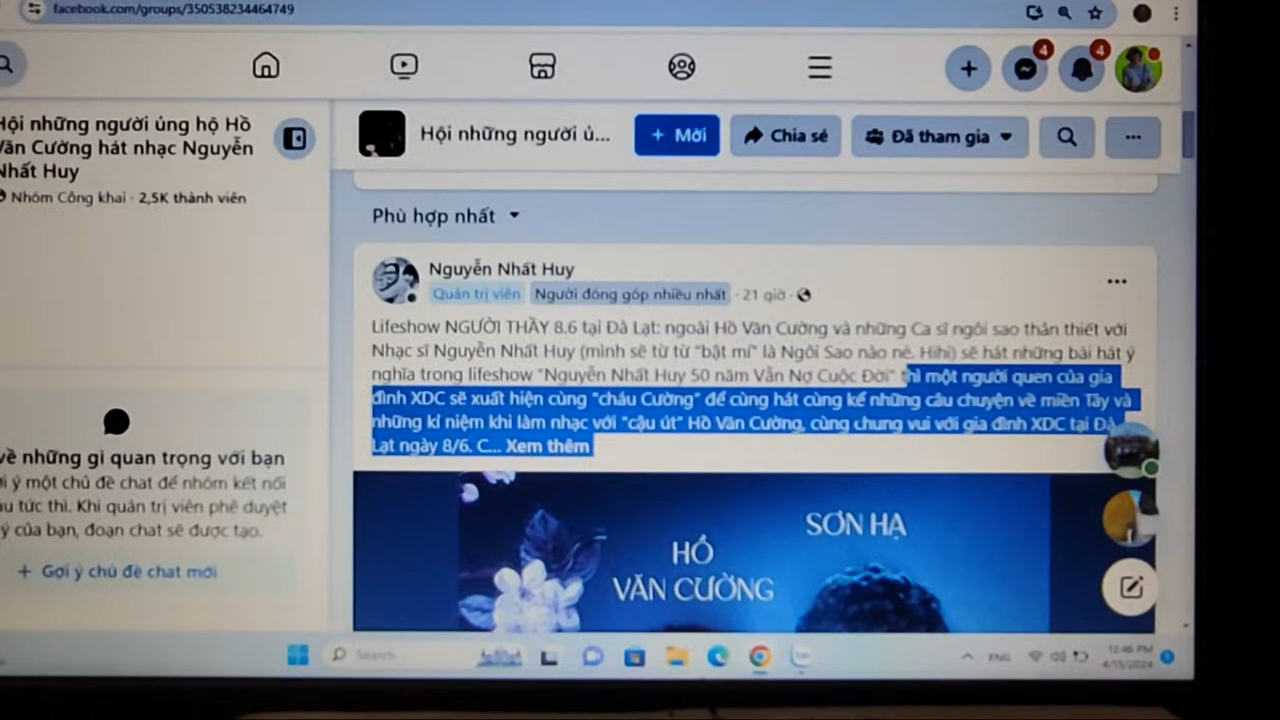 facebook.com/groups/350538234464749
4
4
Hội những người ủng hộ Hồ
Văn Cường hát nhạc Nguyễn
Nhất Huy
Nhóm Công khai · 2,5K thành viên
Hội những người ủ...
+ Mới
Chia sẻ
Đã tham gia
Phù hợp nhất
Nguyễn Nhất Huy
Quản trị viên
Người đóng góp nhiều nhất
· 21 giờ ·
Lifeshow NGƯỜI THẦY 8.6 tại Đà Lạt: ngoài Hồ Văn Cường và những Ca sĩ ngôi sao thân thiết với
Nhạc sĩ Nguyễn Nhất Huy (mình sẽ từ từ "bật mí" là Ngôi Sao nào nè. Hihi) sẽ hát những bài hát ý
nghĩa trong lifeshow "Nguyễn Nhất Huy 50 năm Vẫn Nợ Cuộc Đời" thì một người quen của gia
đình XDC sẽ xuất hiện cùng "cháu Cường" để cùng hát cùng kể những câu chuyện về miền Tây và
những kỉ niệm khi làm nhạc với "cậu út" Hồ Văn Cường, cùng chung vui với gia đình XDC tại Đà
Lạt ngày 8/6. C... Xem thêm
về những gì quan trọng với bạn
ý một chủ đề chat để nhóm kết nối
tức thì. Khi quản trị viên phê duyệt
ý của bạn, đoạn chat sẽ được tạo.
+ Gợi ý chủ đề chat mới
SƠN HẠ
HỒ
VĂN CƯỜNG
Search
ENG
12:46 PM
4/15/2024